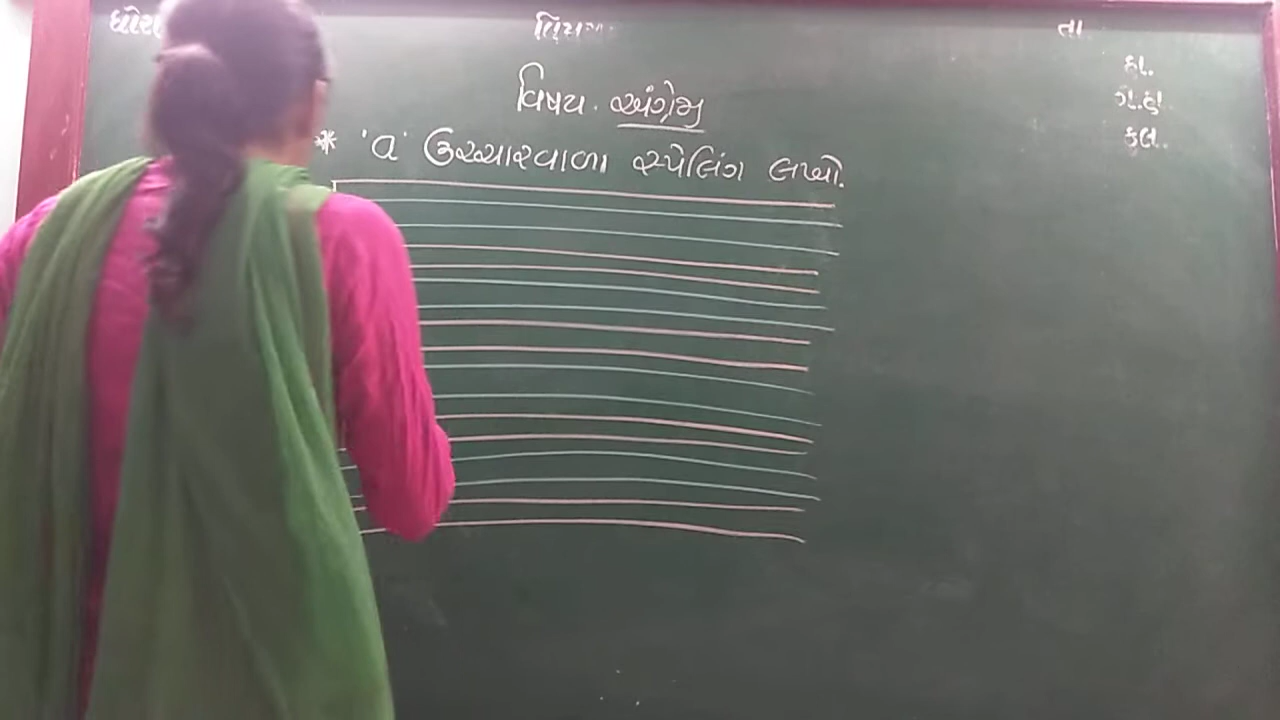 તા.
હા.
ગે.હા.
કુલ.
વિષય. અંગ્રેજી
* 'a' ઉચ્ચારવાળા સ્પેલિંગ લખો.